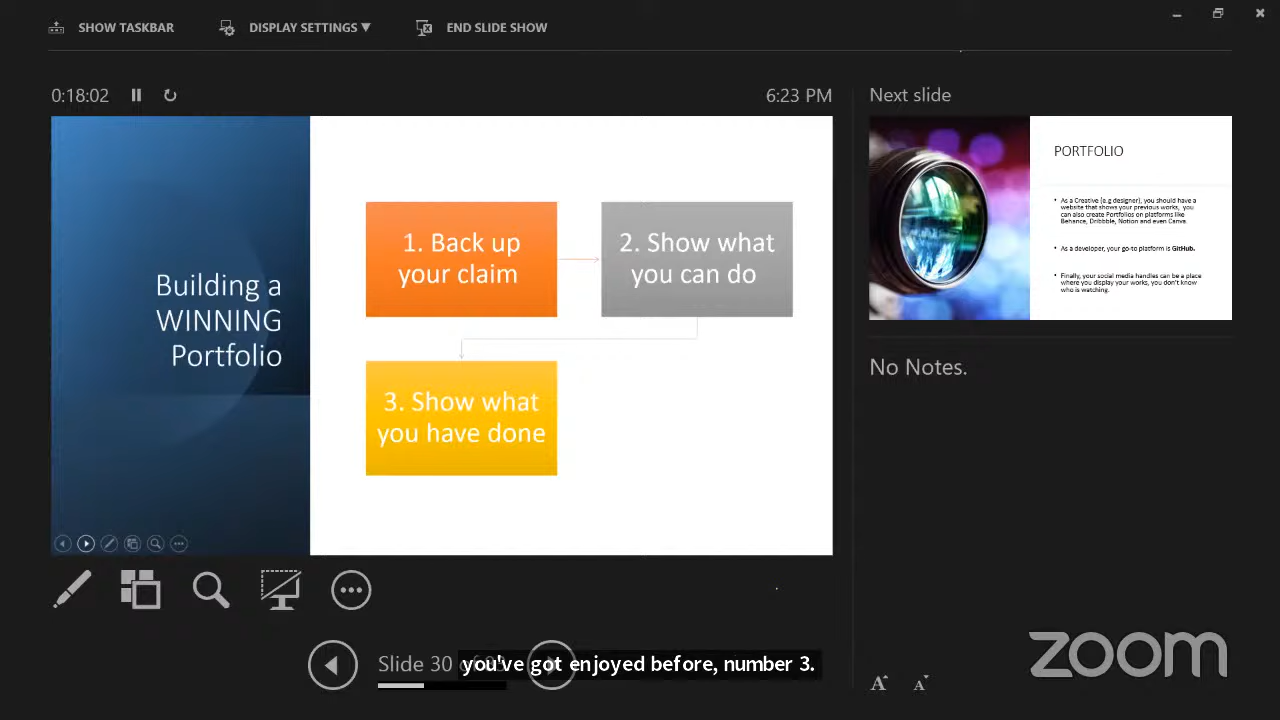 SHOW TASKBAR
DISPLAY SETTINGS ▼
END SLIDE SHOW
0:18:02
6:23 PM
Next slide
Building a
WINNING
Portfolio
1. Back up
your claim
2. Show what
you can do
3. Show what
you have done
PORTFOLIO
• As a Creative (e.g designer), you should have a
website that shows your previous works, you
can also create Portfolios on platforms like
Behance, Dribbble, Notion and even Canva.
• As a developer, your go-to platform is GitHub.
• Finally, your social media handles can be a place
where you display your works, you don't know
who is watching.
No Notes.
Slide 30
you've got enjoyed before, number 3.
A A
zoom